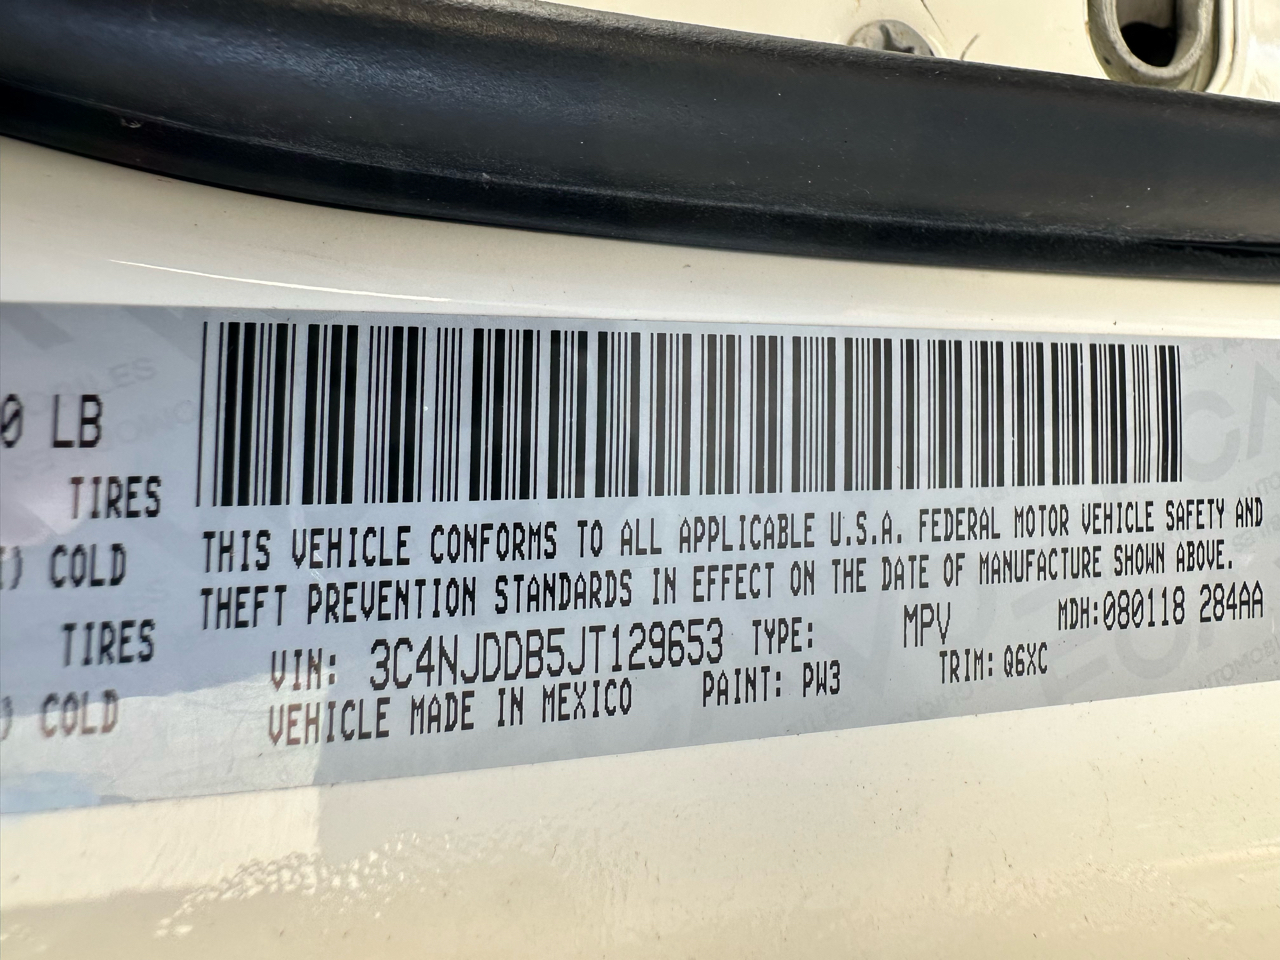 0 LB
TIRES
) COLD
TIRES
) COLD
THIS VEHICLE CONFORMS TO ALL APPLICABLE U.S.A. FEDERAL MOTOR VEHICLE SAFETY AND
THEFT PREVENTION STANDARDS IN EFFECT ON THE DATE OF MANUFACTURE SHOWN ABOVE.
VIN: 3C4NJDDB5JT129653 TYPE: MPV MDH:080118 284AA
VEHICLE MADE IN MEXICO PAINT: PW3 TRIM: Q6XC